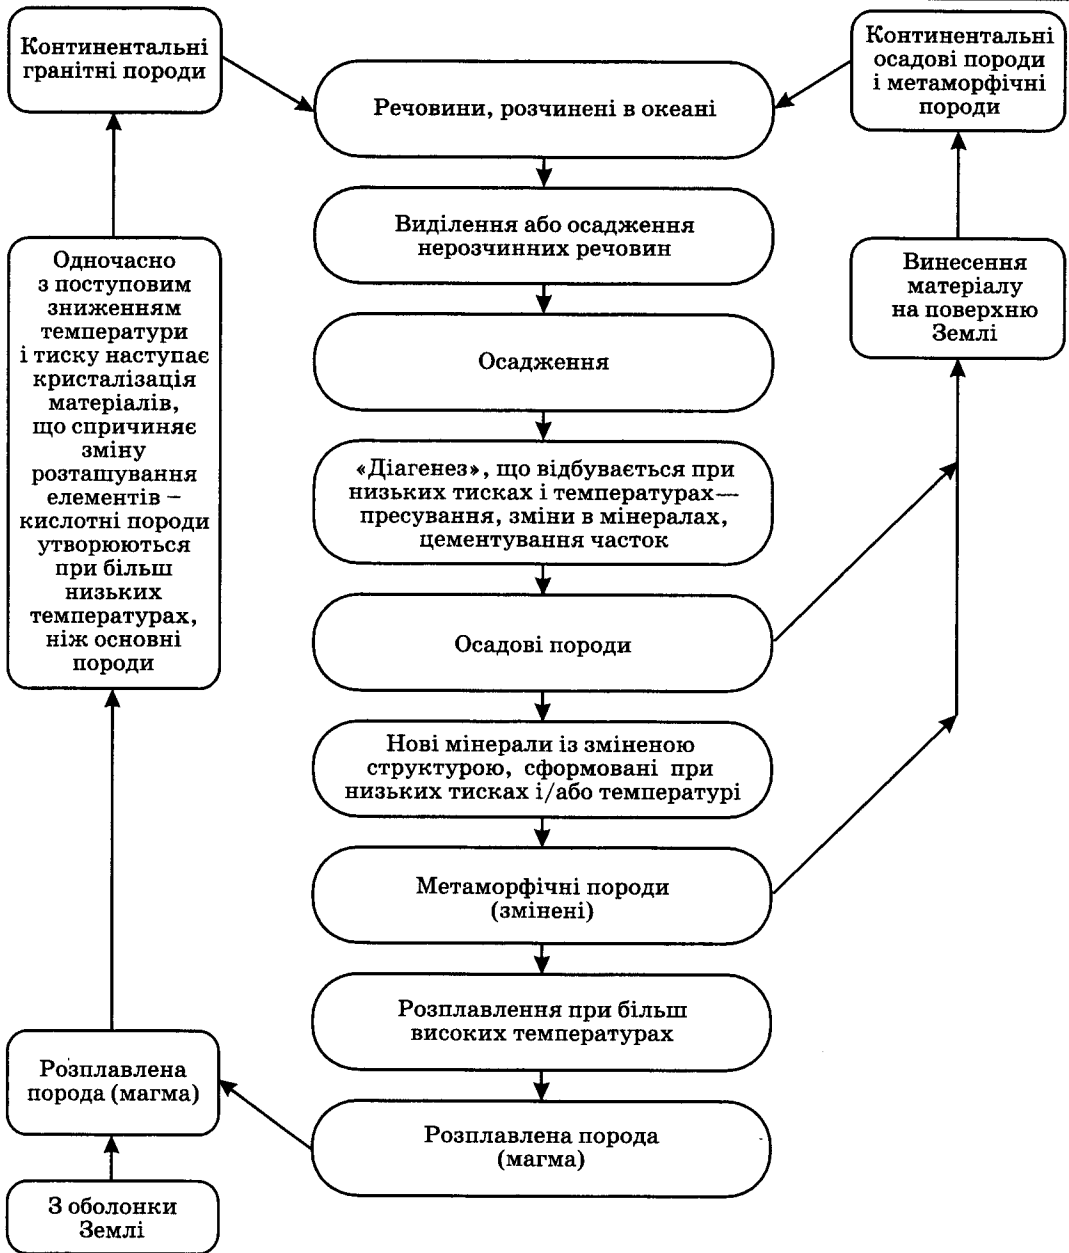 Континентальні
гранітні породи
Континентальні
осадові породи
і метаморфічні
породи
Речовини, розчинені в океані
Виділення або осадження
нерозчинних речовин
Одночасно
з поступовим
зниженням
температури
і тиску наступає
кристалізація
матеріалів,
що спричиняє
зміну
розташування
елементів –
кислотні породи
утворюються
при більш
низьких
температурах,
ніж основні
породи
Винесення
матеріалу
на поверхню
Землі
Осадження
«Діагенез», що відбувається при
низьких тисках і температурах—
пресування, зміни в мінералах,
цементування часток
Осадові породи
Нові мінерали із зміненою
структурою, сформовані при
низьких тисках і/або температурі
Метаморфічні породи
(змінені)
Розплавлення при більш
високих температурах
Розплавлена
порода (магма)
Розплавлена порода
(магма)
З оболонки
Землі